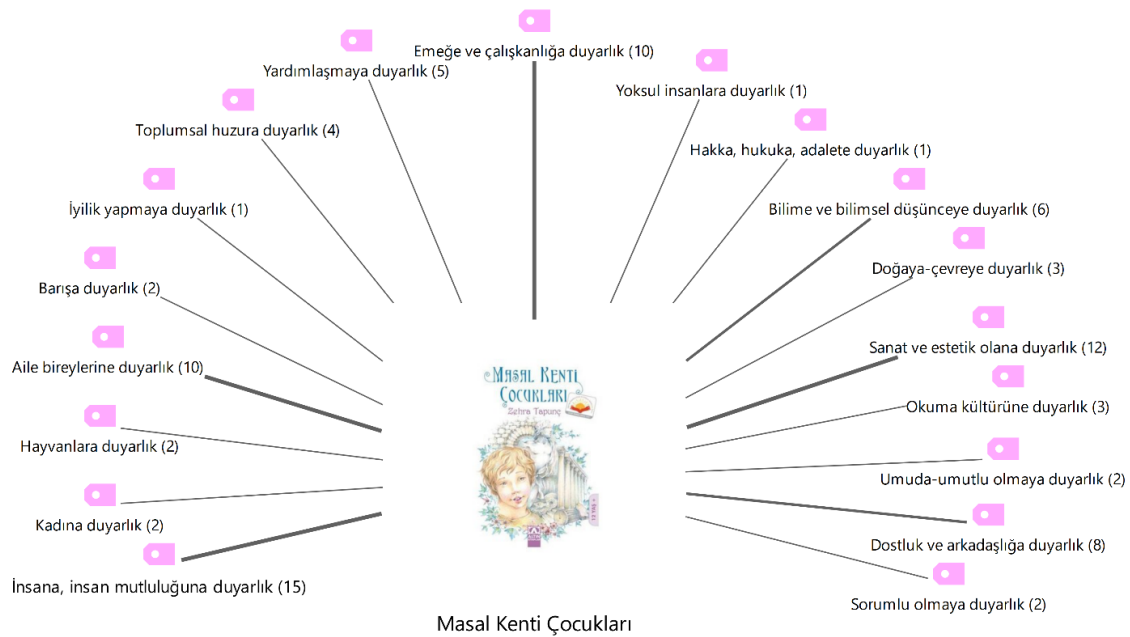 Emeğe ve çalışkanlığa duyarlık (10)
Yardımlaşmaya duyarlık (5)
Yoksul insanlara duyarlık (1)
Toplumsal huzura duyarlık (4)
Hakka, hukuka, adalete duyarlık (1)
İyilik yapmaya duyarlık (1)
Bilime ve bilimsel düşünceye duyarlık (6)
Barışa duyarlık (2)
Doğaya-çevreye duyarlık (3)
Aile bireylerine duyarlık (10)
Sanat ve estetik olana duyarlık (12)
MASAL KENTİ
ÇOCUKLARI
Zehra Tapunç
Okuma kültürüne duyarlık (3)
Hayvanlara duyarlık (2)
Umuda-umutlu olmaya duyarlık (2)
Kadına duyarlık (2)
Dostluk ve arkadaşlığa duyarlık (8)
İnsana, insan mutluluğuna duyarlık (15)
Sorumlu olmaya duyarlık (2)
Masal Kenti Çocukları